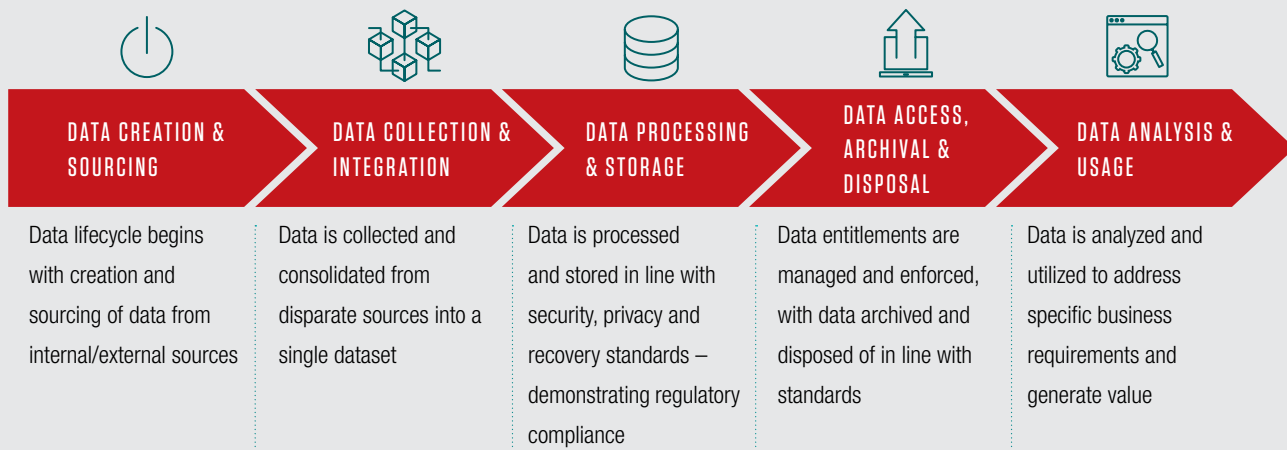 DATA CREATION &
SOURCING
DATA COLLECTION &
INTEGRATION
DATA PROCESSING
& STORAGE
DATA ACCESS,
ARCHIVAL &
DISPOSAL
DATA ANALYSIS &
USAGE
Data lifecycle begins
with creation and
sourcing of data from
internal/external sources
Data is collected and
consolidated from
disparate sources into a
single dataset
Data is processed
and stored in line with
security, privacy and
recovery standards –
demonstrating regulatory
compliance
Data entitlements are
managed and enforced,
with data archived and
disposed of in line with
standards
Data is analyzed and
utilized to address
specific business
requirements and
generate value